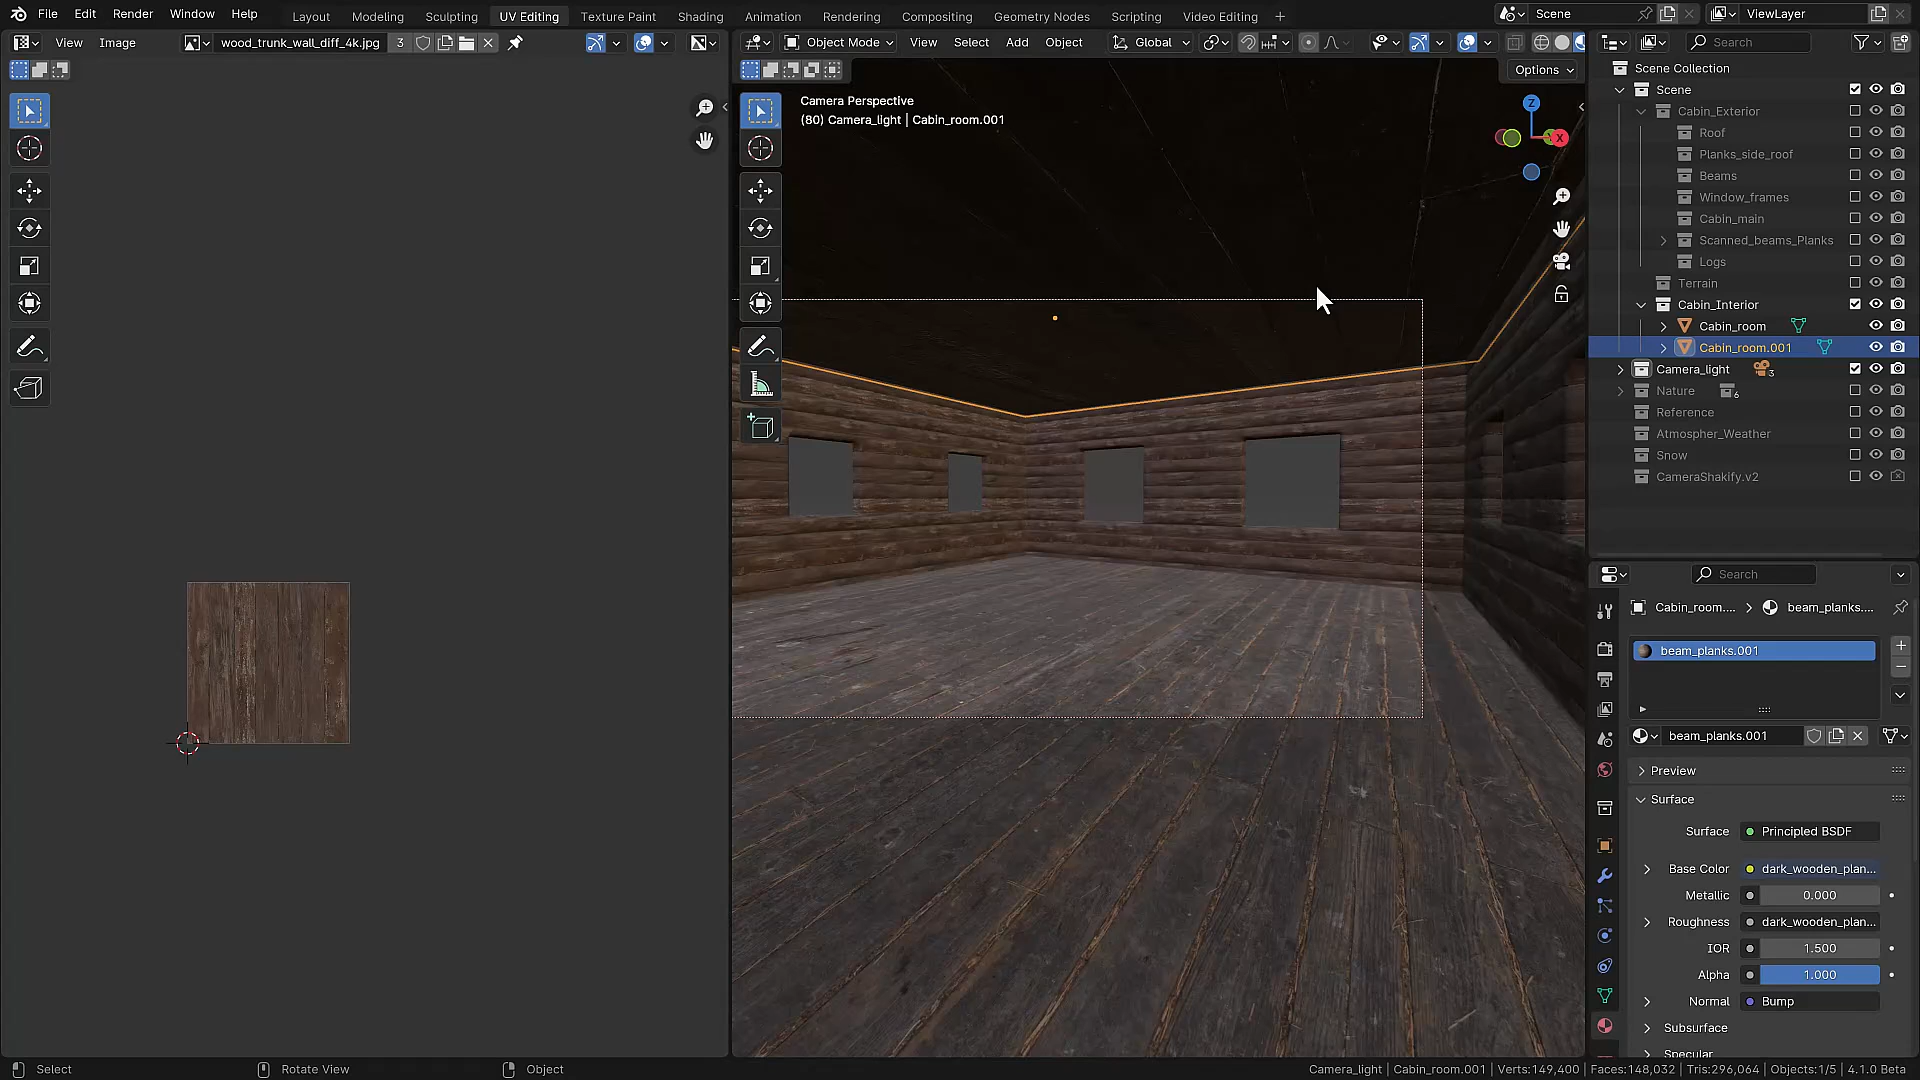 File Edit Render Window Help Layout Modeling Sculpting UV Editing Texture Paint Shading Animation Rendering Compositing Geometry Nodes Scripting Video Editing + Scene ViewLayer
View Image wood_trunk_wall_diff_4k.jpg 3 Object Mode View Select Add Object Global Search
Options
Scene Collection
Scene
Camera Perspective
(80) Camera_light | Cabin_room.001
Z
X
Cabin_Exterior
Roof
Planks_side_roof
Beams
Window_frames
Cabin_main
Scanned_beams_Planks
Logs
Terrain
Cabin_Interior
Cabin_room
Cabin_room.001
Camera_light 3
Nature 6
Reference
Atmospher_Weather
Snow
CameraShakify.v2
Search
Cabin_room.... > beam_planks....
beam_planks.001
beam_planks.001
Preview
Surface
Surface Principled BSDF
Base Color dark_wooden_plan...
Metallic 0.000
Roughness dark_wooden_plan...
IOR 1.500
Alpha 1.000
Normal Bump
Subsurface
Specular
Select Rotate View Object Camera_light | Cabin_room.001 | Verts:149,400 | Faces:148,032 | Tris:296,064 | Objects:1/5 | 4.1.0 Beta